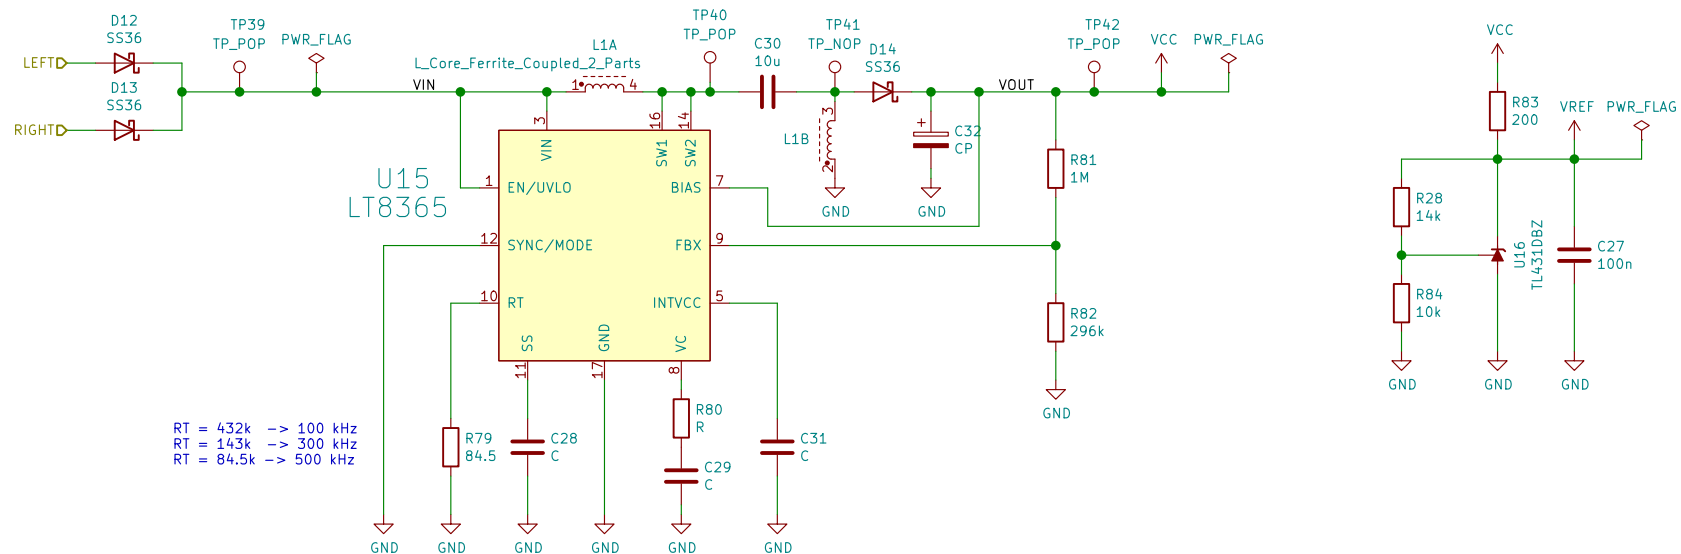 D12
SS36
LEFT
D13
SS36
RIGHT
TP39
TP_POP
PWR_FLAG
VIN
L1A
L_Core_Ferrite_Coupled_2_Parts
1
4
TP40
TP_POP
C30
10u
TP41
TP_NOP
D14
SS36
VOUT
TP42
TP_POP
VCC
PWR_FLAG
3
L1B
2
GND
C32
CP
GND
U15
LT8365
3
VIN
16
SW1
14
SW2
1
EN/UVLO
BIAS
7
12
SYNC/MODE
FBX
9
10
RT
INTVCC
5
SS
11
GND
17
VC
8
R81
1M
R82
296k
GND
RT = 432k  -> 100 kHz
RT = 143k  -> 300 kHz
RT = 84.5k -> 500 kHz
R79
84.5
C28
C
R80
R
C29
C
C31
C
GND
GND
GND
GND
GND
GND
VCC
R83
200
VREF
PWR_FLAG
R28
14k
U16
TL431DBZ
C27
100n
R84
10k
GND
GND
GND